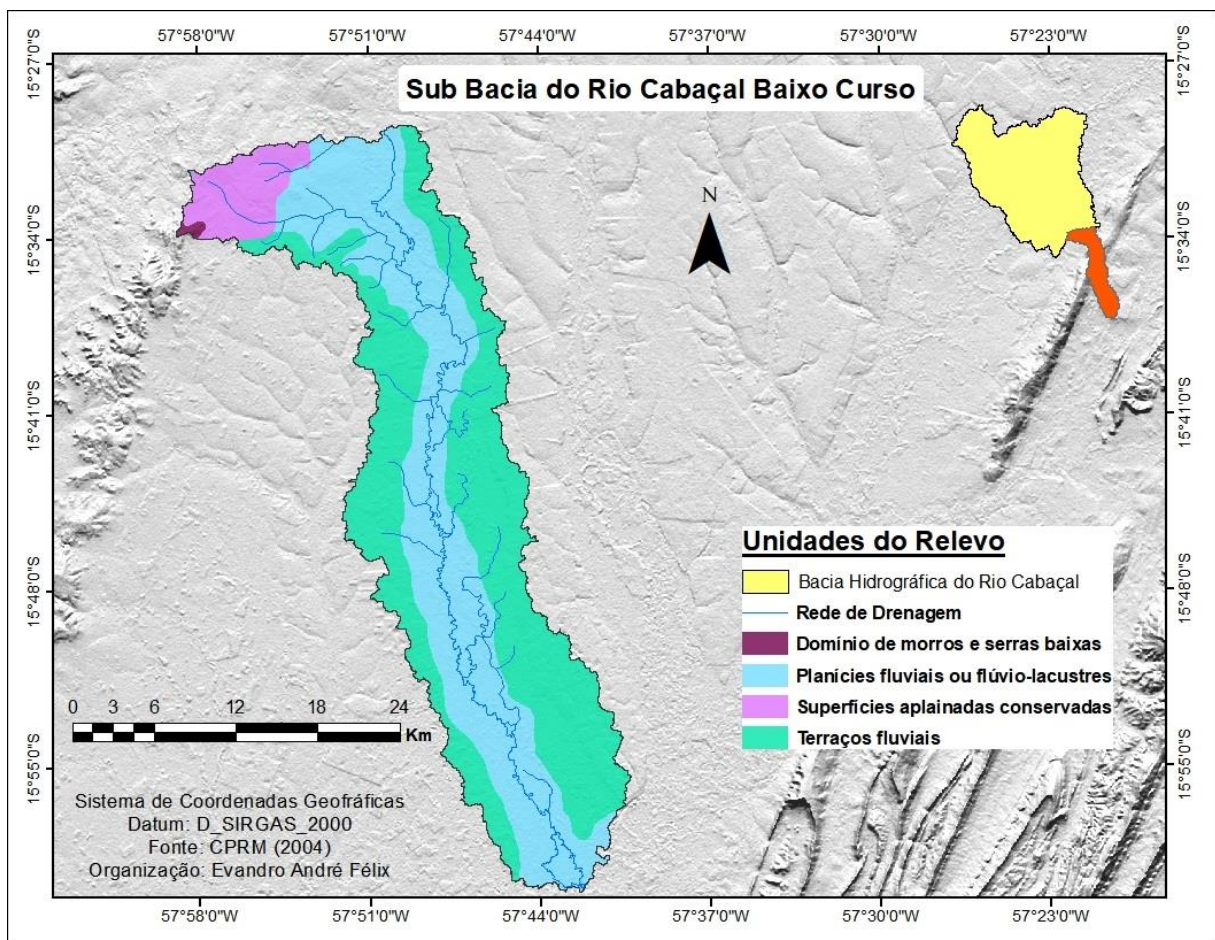 57°58'0"W 57°51'0"W 57°44'0"W 57°37'0"W 57°30'0"W 57°23'0"W
15°27'0"S 15°27'0"S
Sub Bacia do Rio Cabaçal Baixo Curso
N
15°34'0"S 15°34'0"S
15°41'0"S 15°41'0"S
Unidades do Relevo
Bacia Hidrográfica do Rio Cabaçal
15°48'0"S 15°48'0"S
Rede de Drenagem
Domínio de morros e serras baixas
Planícies fluviais ou flúvio-lacustres
Superfícies aplainadas conservadas
Terraços fluviais
0 3 6 12 18 24
Km
15°55'0"S 15°55'0"S
Sistema de Coordenadas Geofráficas
Datum: D_SIRGAS_2000
Fonte: CPRM (2004)
Organização: Evandro André Félix
57°58'0"W 57°51'0"W 57°44'0"W 57°37'0"W 57°30'0"W 57°23'0"W